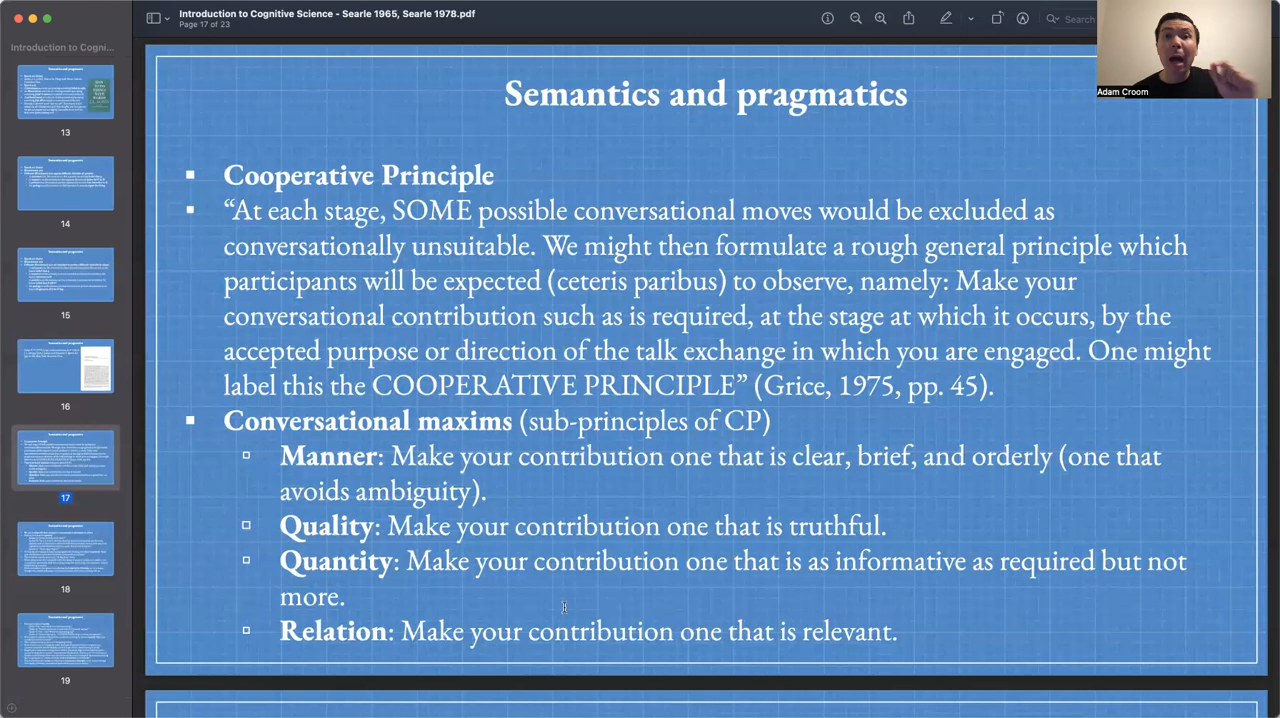 Introduction to Cognitive Science - Searle 1965, Searle 1978.pdf
Page 17 of 23
Search
Introduction to Cogni...
13
14
15
16
17
18
19
Adam Croom
Semantics and pragmatics
Cooperative Principle
“At each stage, SOME possible conversational moves would be excluded as
conversationally unsuitable. We might then formulate a rough general principle which
participants will be expected (ceteris paribus) to observe, namely: Make your
conversational contribution such as is required, at the stage at which it occurs, by the
accepted purpose or direction of the talk exchange in which you are engaged. One might
label this the COOPERATIVE PRINCIPLE” (Grice, 1975, pp. 45).
Conversational maxims (sub-principles of CP)
Manner: Make your contribution one that is clear, brief, and orderly (one that
avoids ambiguity).
Quality: Make your contribution one that is truthful.
Quantity: Make your contribution one that is as informative as required but not
more.
Relation: Make your contribution one that is relevant.